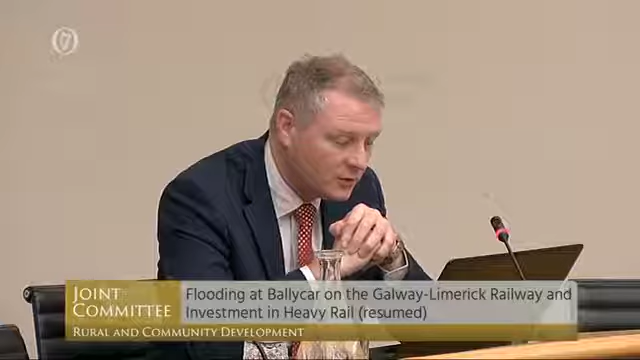 JOINT
COMMITTEE
Flooding at Ballycar on the Galway-Limerick Railway and
Investment in Heavy Rail (resumed)
RURAL AND COMMUNITY DEVELOPMENT